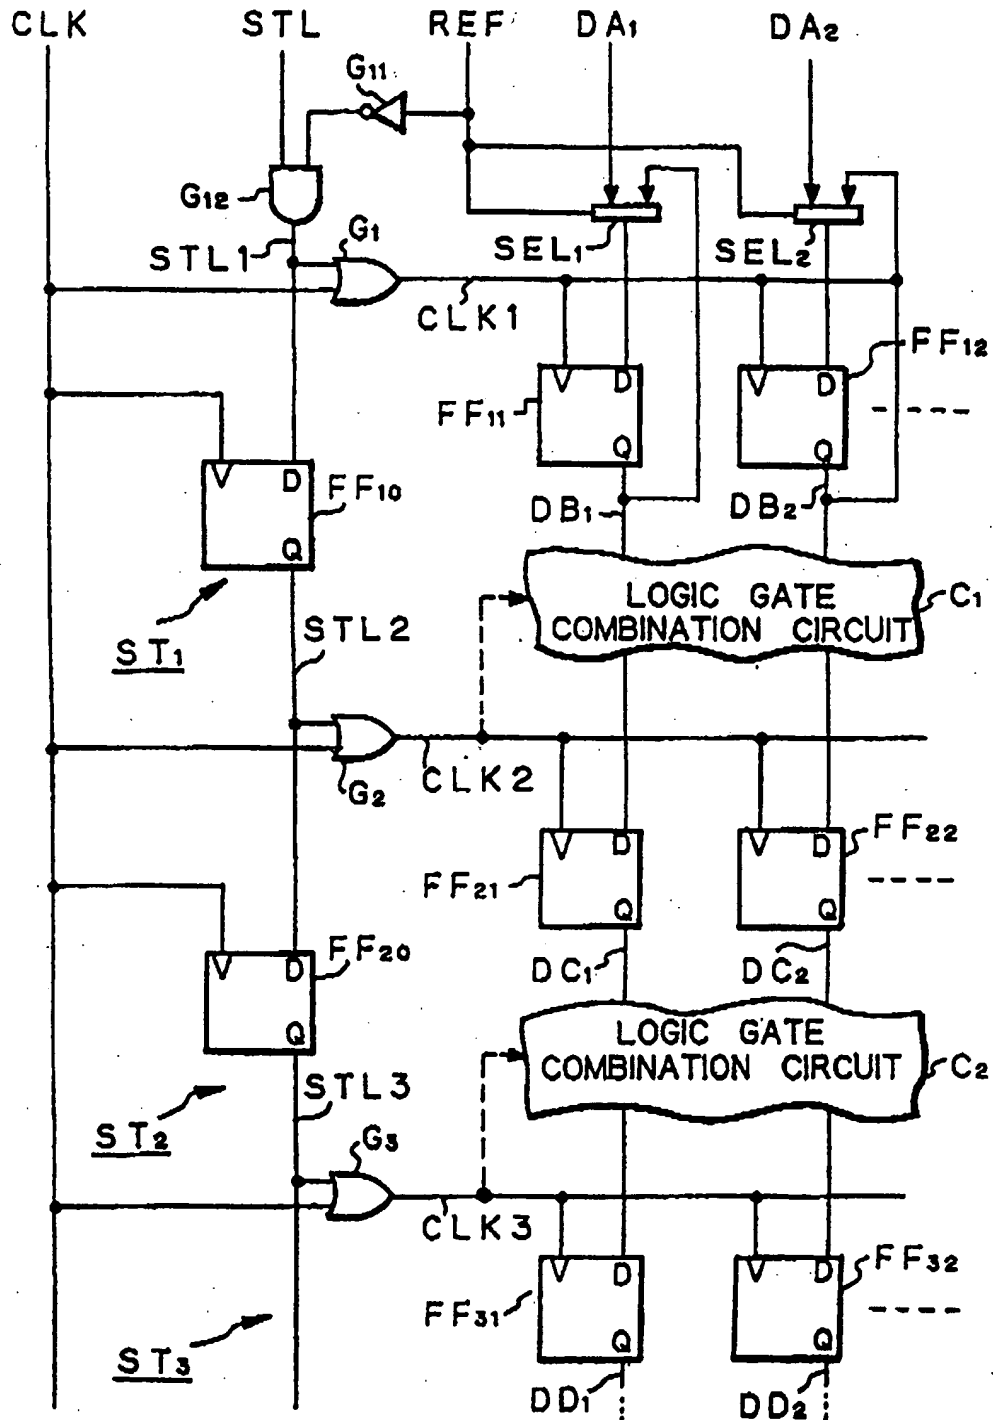 CLK STL REF DA1 DA2
G11
G12
G1
STL1
SEL1 SEL2
CLK1
FF12
V D V D
FF11
Q Q
V D FF10
DB1 DB2
Q
LOGIC GATE
COMBINATION CIRCUIT
C1
STL2
ST1
G2
CLK2
V D V D FF22
FF21
Q Q
FF20
V D
DC1 DC2
Q
LOGIC GATE
COMBINATION CIRCUIT
C2
STL3
ST2
G3
CLK3
V D V D FF32
FF31
Q Q
ST3
DD1 DD2